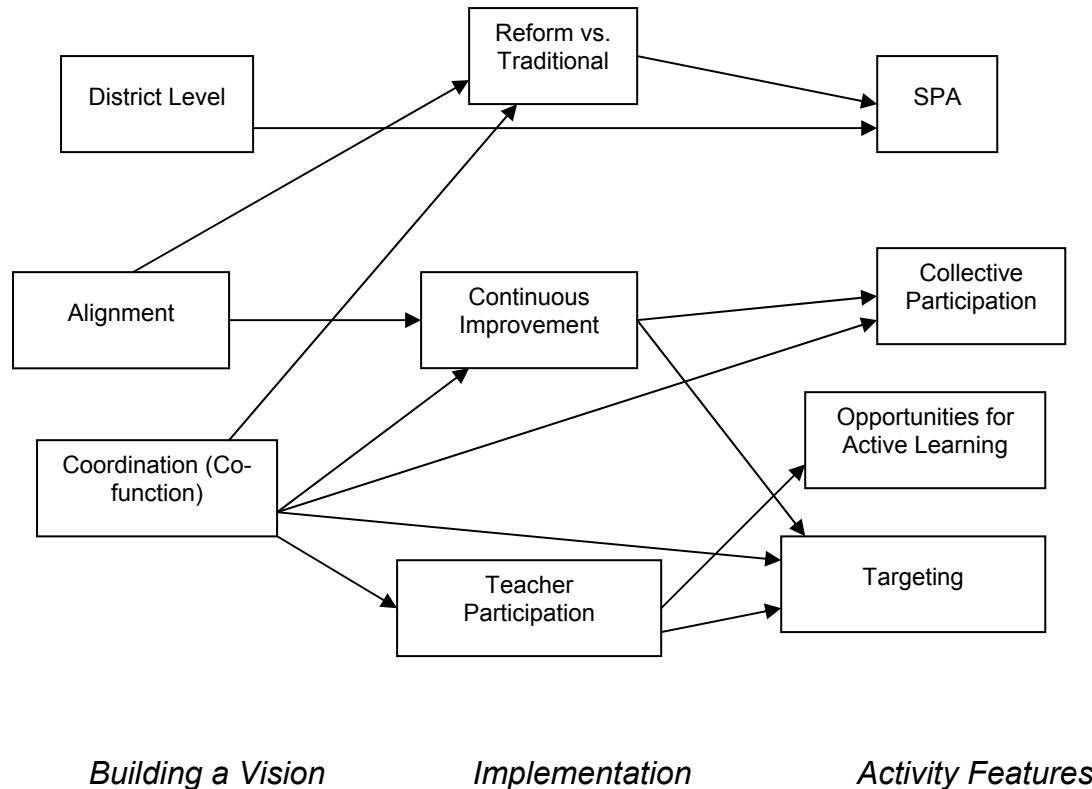 Reform vs.
Traditional
District Level
SPA
Alignment
Continuous
Improvement
Collective
Participation
Opportunities for
Active Learning
Coordination (Co-
function)
Teacher
Participation
Targeting
Building a Vision
Implementation
Activity Features